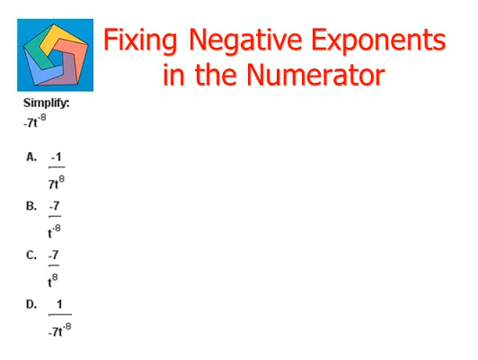 Fixing Negative Exponents
in the Numerator
Simplify:
-7t⁻⁸
A. -1
7t⁸
B. -7
t⁻⁸
C. -7
t⁸
D. 1
-7t⁻⁸